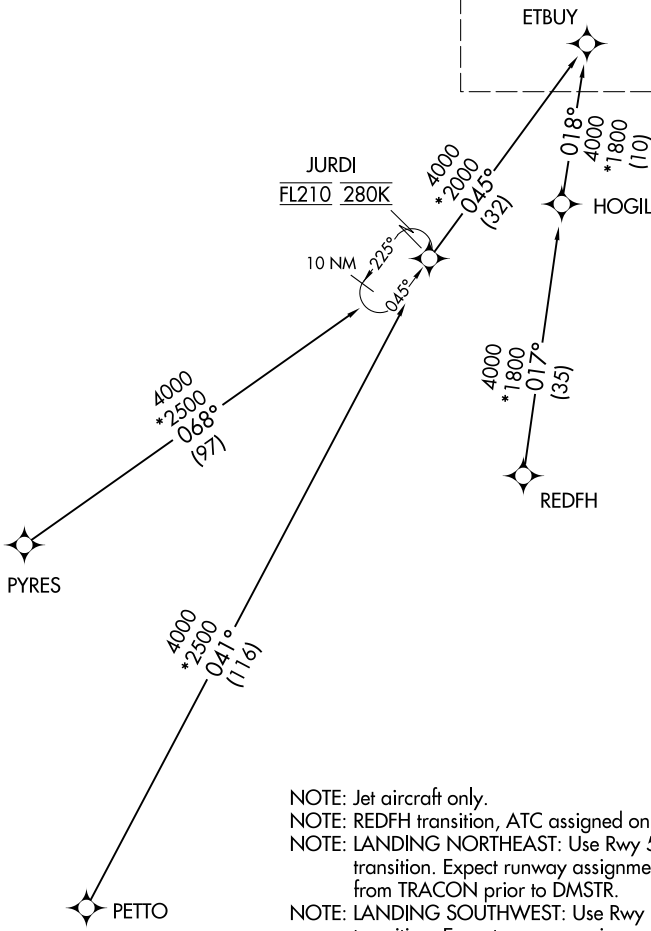 ETBUY
018°
4000
*1800
(10)
JURDI
FL210 280K
4000
*2000
045°
(32)
HOGIL
10 NM
225°
045°
4000
*1800
017°
(35)
4000
*2500
068°
(97)
REDFH
PYRES
4000
*2500
041°
(116)
PETTO
NOTE: Jet aircraft only.
NOTE: REDFH transition, ATC assigned on
NOTE: LANDING NORTHEAST: Use Rwy 5
transition. Expect runway assignme
from TRACON prior to DMSTR.
NOTE: LANDING SOUTHWEST: Use Rwy